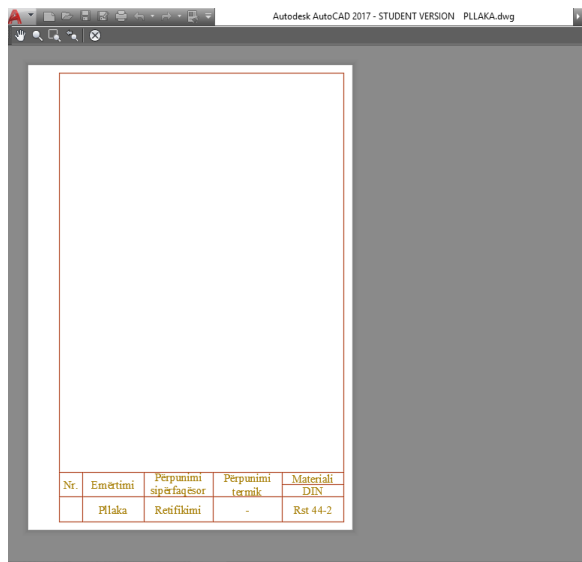 Autodesk AutoCAD 2017 - STUDENT VERSION PLLAKA.dwg
Nr. Emërtimi Përpunimi sipërfaqësor Përpunimi termik Materiali DIN
Pllaka Retifikimi - Rst 44-2